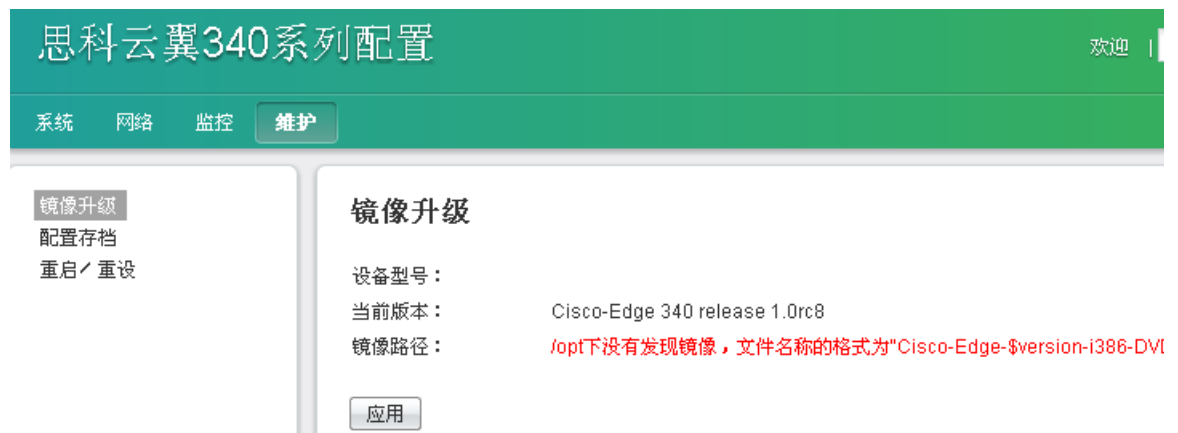 思科云翼340系列配置
欢迎 |
系统 网络 监控 维护
镜像升级
配置存档
重启/重设
镜像升级
设备型号：
当前版本： Cisco-Edge 340 release 1.0rc8
镜像路径： /opt下没有发现镜像，文件名称的格式为"Cisco-Edge-$version-i386-DVD
应用